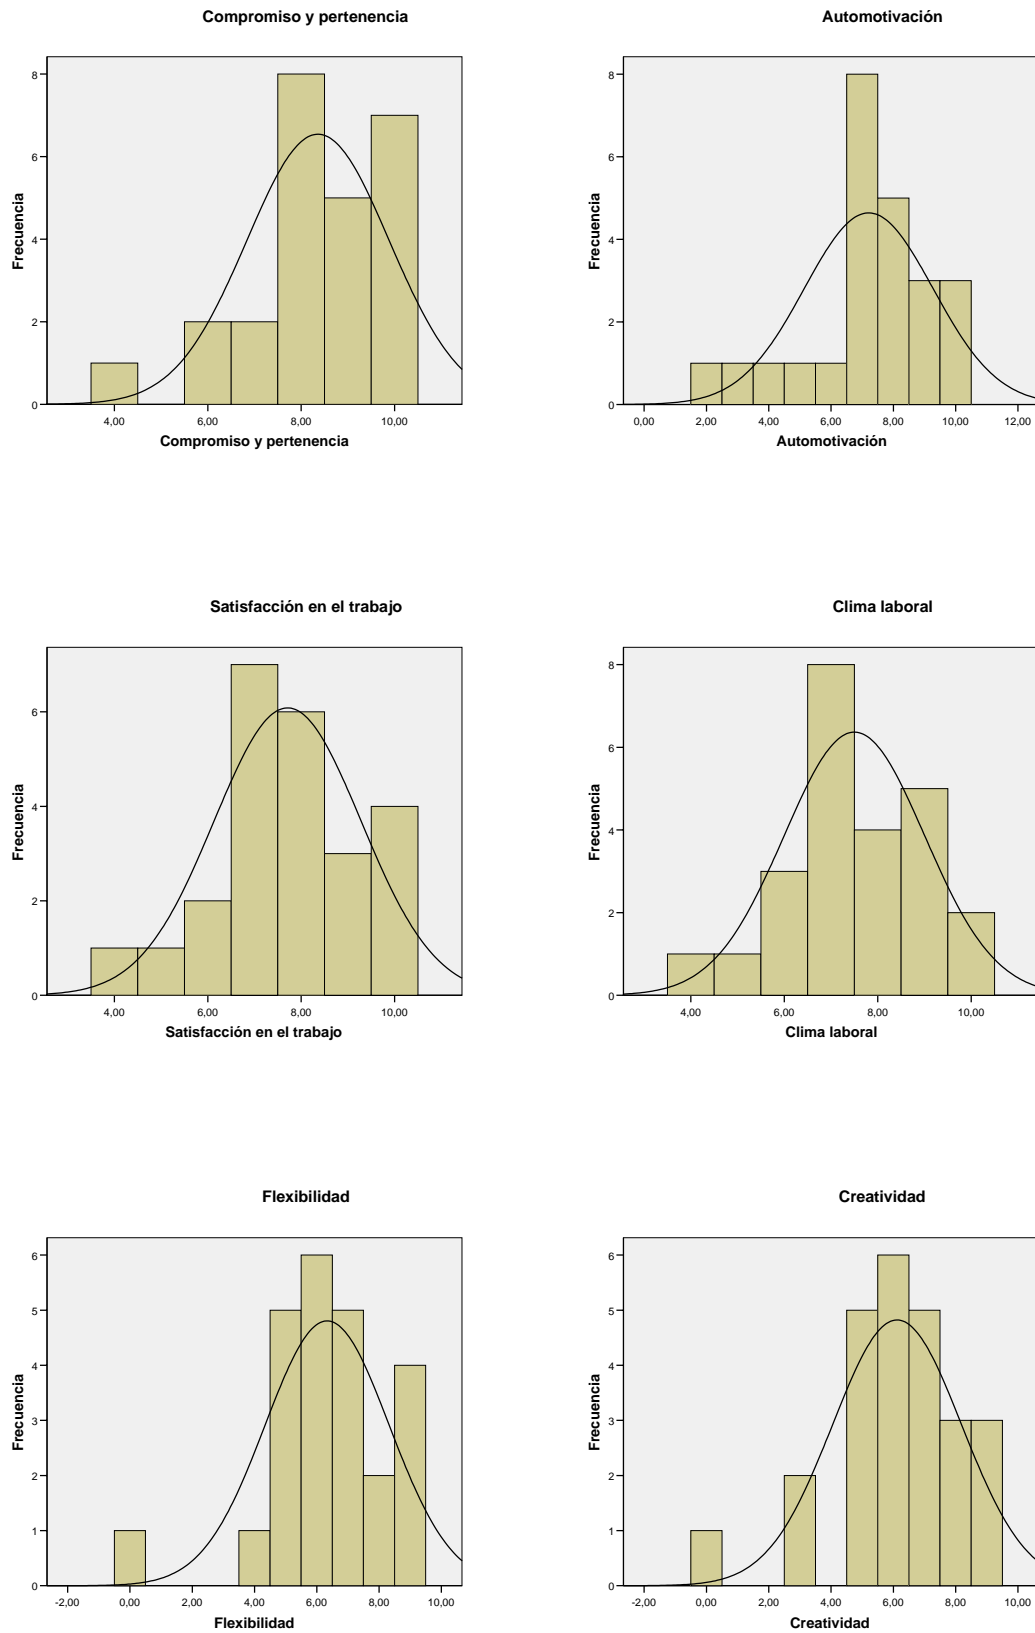 Compromiso y pertenencia
Frecuencia
8
6
4
2
0
4,00 6,00 8,00 10,00
Compromiso y pertenencia
Automotivación
Frecuencia
8
6
4
2
0
0,00 2,00 4,00 6,00 8,00 10,00 12,00
Automotivación
Satisfacción en el trabajo
Frecuencia
6
4
2
0
4,00 6,00 8,00 10,00
Satisfacción en el trabajo
Clima laboral
Frecuencia
8
6
4
2
0
4,00 6,00 8,00 10,00
Clima laboral
Flexibilidad
Frecuencia
6
5
4
3
2
1
0
-2,00 0,00 2,00 4,00 6,00 8,00 10,00
Flexibilidad
Creatividad
Frecuencia
6
5
4
3
2
1
0
-2,00 0,00 2,00 4,00 6,00 8,00 10,00
Creatividad